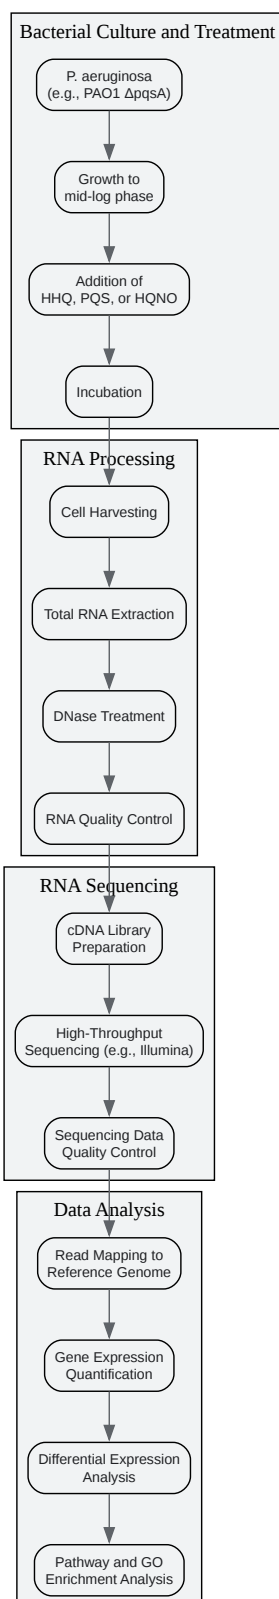 Bacterial Culture and Treatment
P. aeruginosa
(e.g., PAO1 ΔpqsA)
Growth to
mid-log phase
Addition of
HHQ, PQS, or HQNO
Incubation
RNA Processing
Cell Harvesting
Total RNA Extraction
DNase Treatment
RNA Quality Control
RNA Sequencing
cDNA Library
Preparation
High-Throughput
Sequencing (e.g., Illumina)
Sequencing Data
Quality Control
Data Analysis
Read Mapping to
Reference Genome
Gene Expression
Quantification
Differential Expression
Analysis
Pathway and GO
Enrichment Analysis